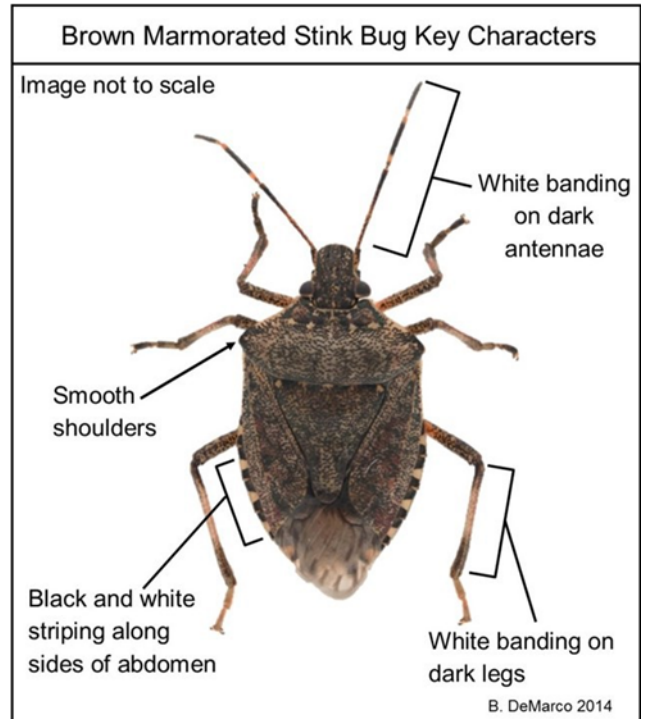 Brown Marmorated Stink Bug Key Characters
Image not to scale
White banding
on dark
antennae
Smooth
shoulders
Black and white
striping along
sides of abdomen
White banding on
dark legs
B. DeMarco 2014